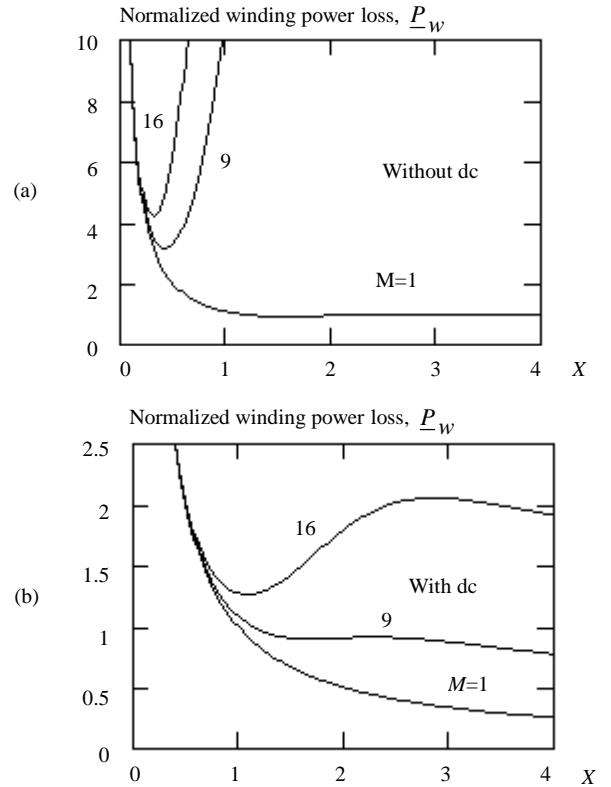 Normalized winding power loss, P_w
10
8
6
4
2
0
16
9
Without dc
M=1
(a)
0 1 2 3 4 X
Normalized winding power loss, P_w
2.5
2
1.5
1
0.5
0
16
With dc
9
M=1
(b)
0 1 2 3 4 X